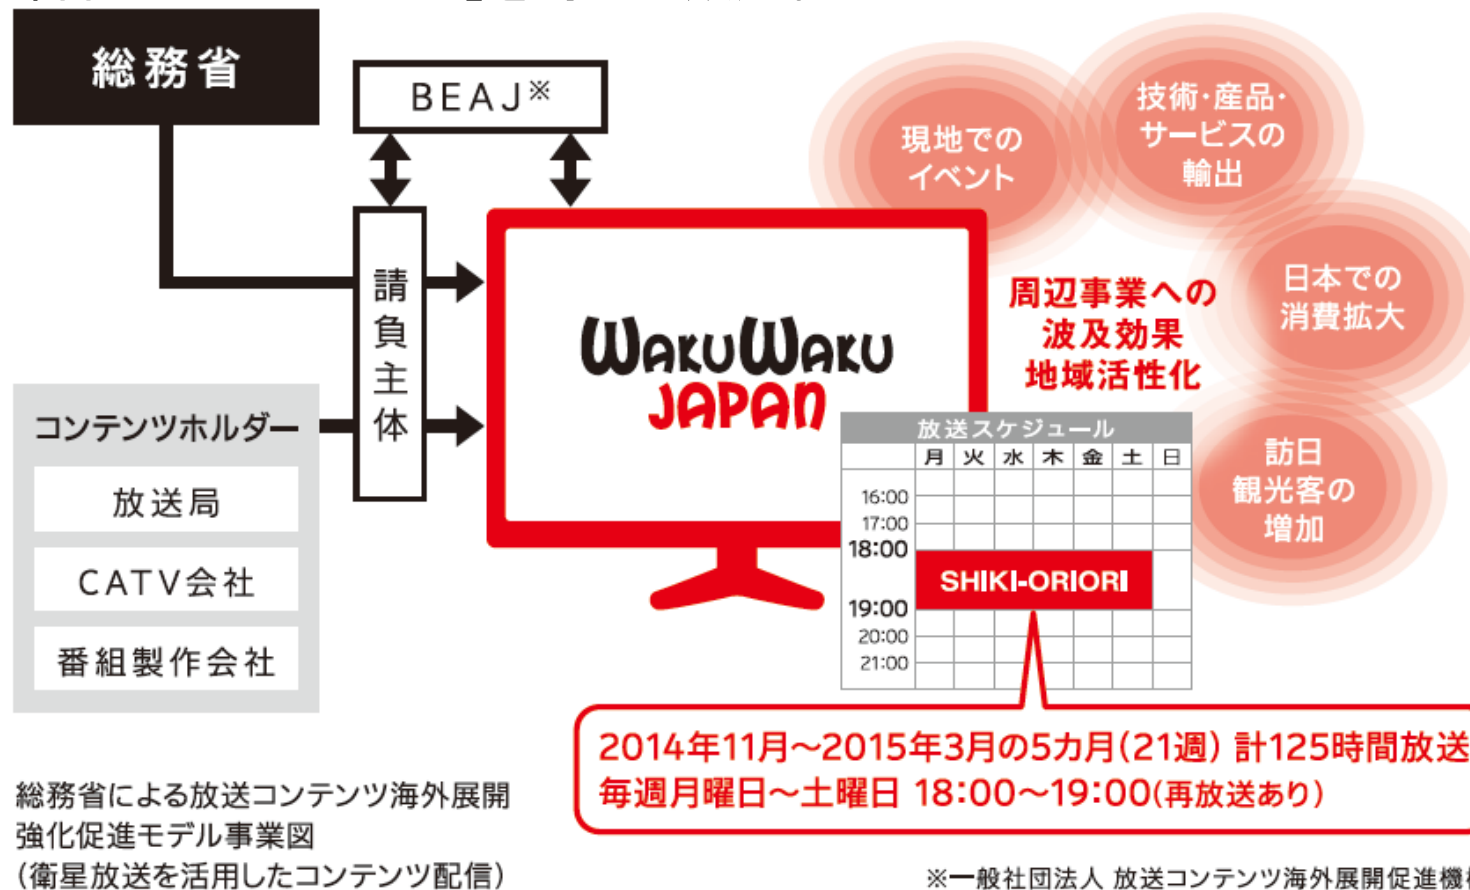 総務省
BEAJ※
請負主体
コンテンツホルダー
放送局
CATV会社
番組製作会社
WAKUWAKU
JAPAN
現地での
イベント
技術・産品・
サービスの
輸出
日本での
消費拡大
訪日
観光客の
増加
周辺事業への
波及効果
地域活性化
放送スケジュール
月 火 水 木 金 土 日
16:00
17:00
18:00
SHIKI-ORIORI
19:00
20:00
21:00
2014年11月〜2015年3月の5カ月(21週) 計125時間放送
毎週月曜日〜土曜日 18:00〜19:00(再放送あり)
総務省による放送コンテンツ海外展開
強化促進モデル事業図
(衛星放送を活用したコンテンツ配信)
※一般社団法人 放送コンテンツ海外展開促進機